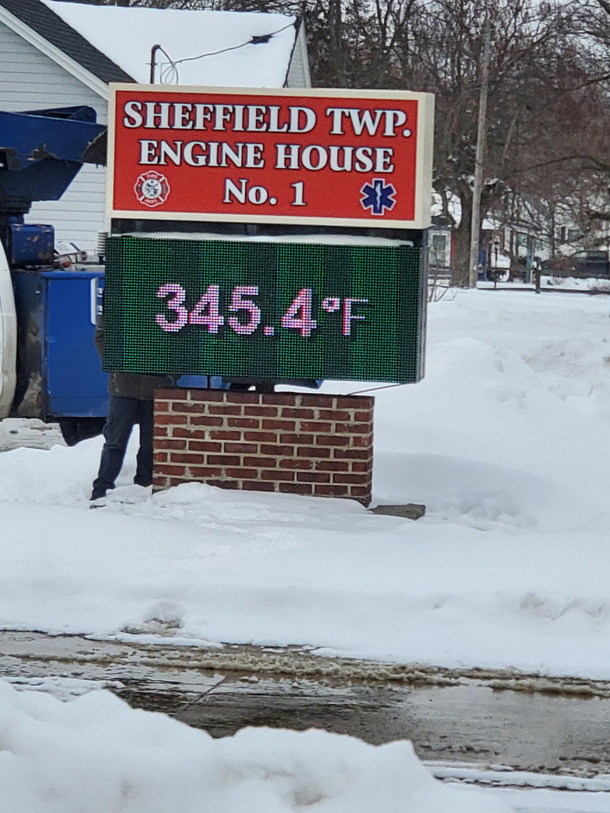 SHEFFIELD TWP.
ENGINE HOUSE
No. 1
345.4°F